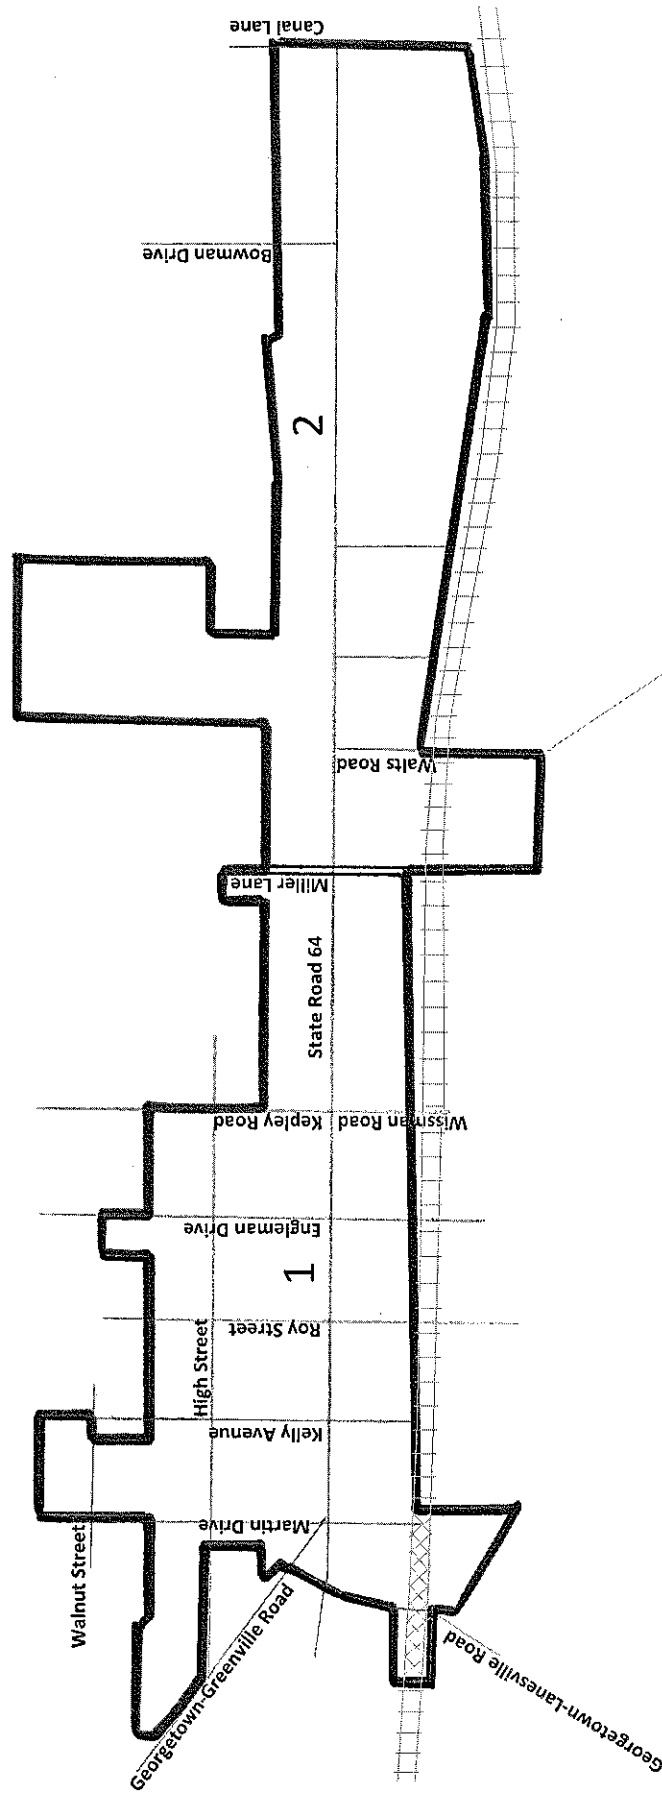 Canal Lane
Bowman Drive
2
Walts Road
Miller Lane
State Road 64
Kepley Road
Wissman Road
Engleman Drive
1
Roy Street
High Street
Kelly Avenue
Martin Drive
Walnut Street
Georgetown-Greenville Road
Georgetown-Lanesville Road